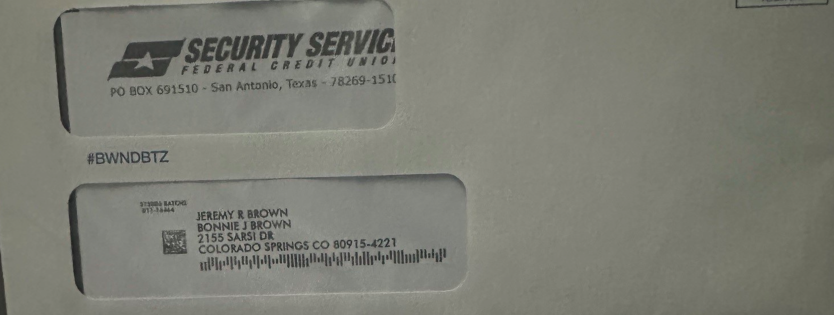 SECURITY SERVIC
FEDERAL CREDIT UNIO
PO BOX 691510 - San Antonio, Texas - 78269-151
#BWNDBTZ
JEREMY R BROWN
BONNIE J BROWN
2155 SARSI DR
COLORADO SPRINGS CO 80915-4221